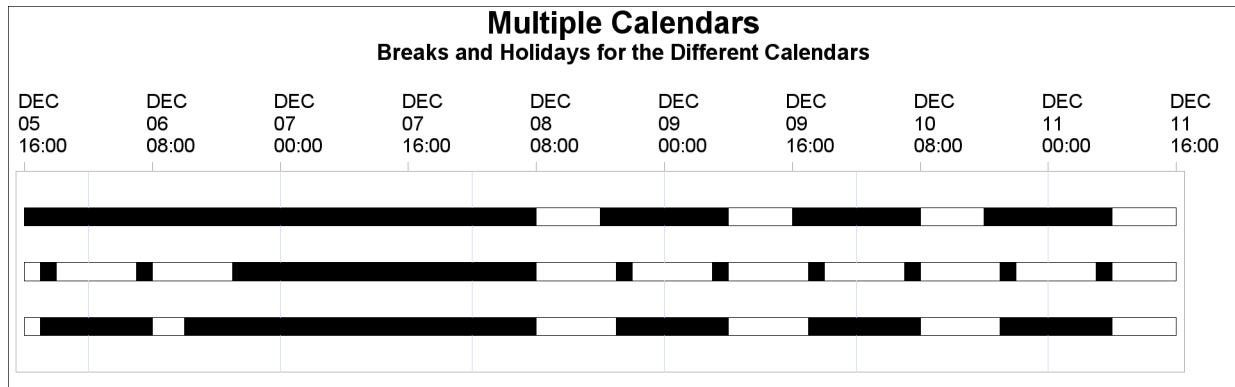 Multiple Calendars
Breaks and Holidays for the Different Calendars
DEC
05
16:00
DEC
06
08:00
DEC
07
00:00
DEC
07
16:00
DEC
08
08:00
DEC
09
00:00
DEC
09
16:00
DEC
10
08:00
DEC
11
00:00
DEC
11
16:00